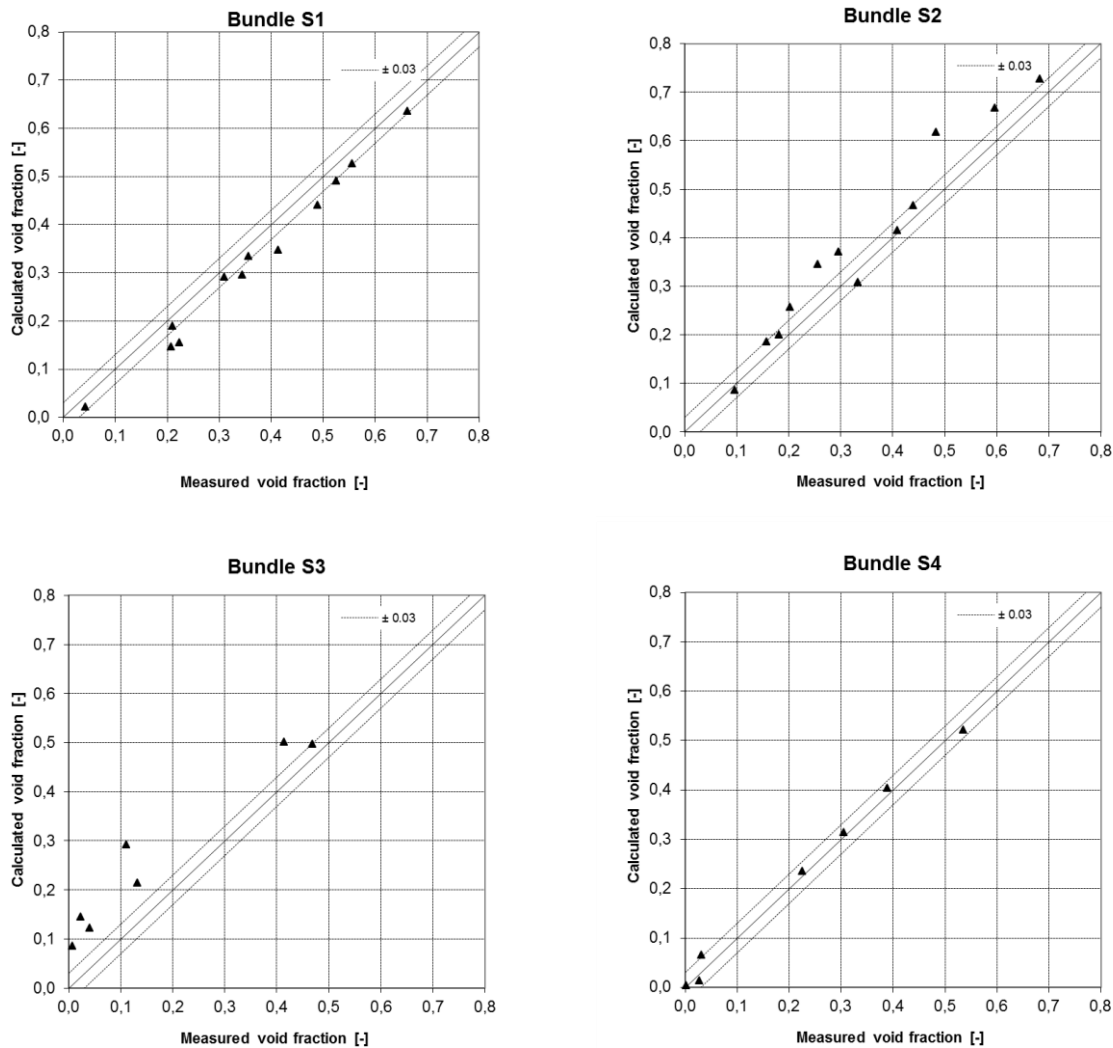 Bundle S1
± 0.03
Calculated void fraction [-]
0,8
0,7
0,6
0,5
0,4
0,3
0,2
0,1
0,0
0,0 0,1 0,2 0,3 0,4 0,5 0,6 0,7 0,8
Measured void fraction [-]
Bundle S2
± 0.03
Calculated void fraction [-]
0,8
0,7
0,6
0,5
0,4
0,3
0,2
0,1
0,0
0,0 0,1 0,2 0,3 0,4 0,5 0,6 0,7 0,8
Measured void fraction [-]
Bundle S3
± 0.03
Calculated void fraction [-]
0,8
0,7
0,6
0,5
0,4
0,3
0,2
0,1
0,0
0,0 0,1 0,2 0,3 0,4 0,5 0,6 0,7 0,8
Measured void fraction [-]
Bundle S4
± 0.03
Calculated void fraction [-]
0,8
0,7
0,6
0,5
0,4
0,3
0,2
0,1
0,0
0,0 0,1 0,2 0,3 0,4 0,5 0,6 0,7 0,8
Measured void fraction [-]